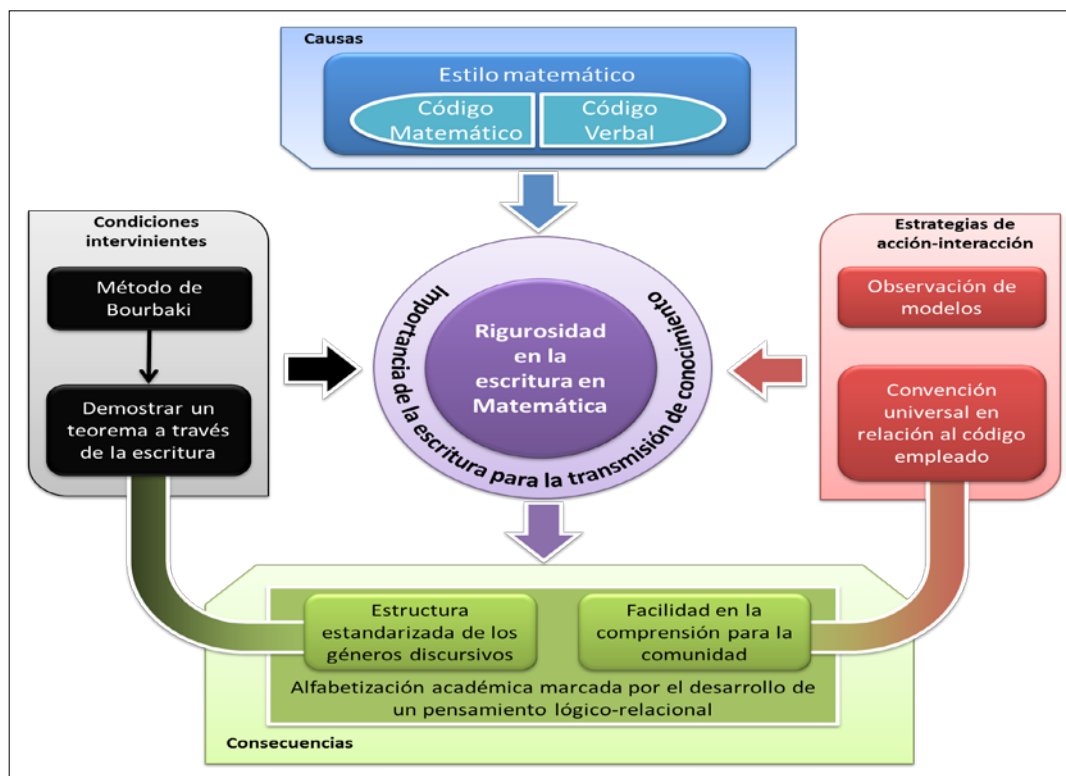 Causas
Estilo matemático
Código
Matemático
Código
Verbal
Condiciones
intervinientes
Método de
Bourbaki
Demostrar un
teorema a través
de la escritura
Importancia de la escritura para la transmisión de conocimiento
Rigurosidad
en la
escritura en
Matemática
Estrategias de
acción-interacción
Observación de
modelos
Convención
universal en
relación al código
empleado
Estructura
estandarizada de los
géneros discursivos
Facilidad en la
comprensión para la
comunidad
Alfabetización académica marcada por el desarrollo de
un pensamiento lógico-relacional
Consecuencias